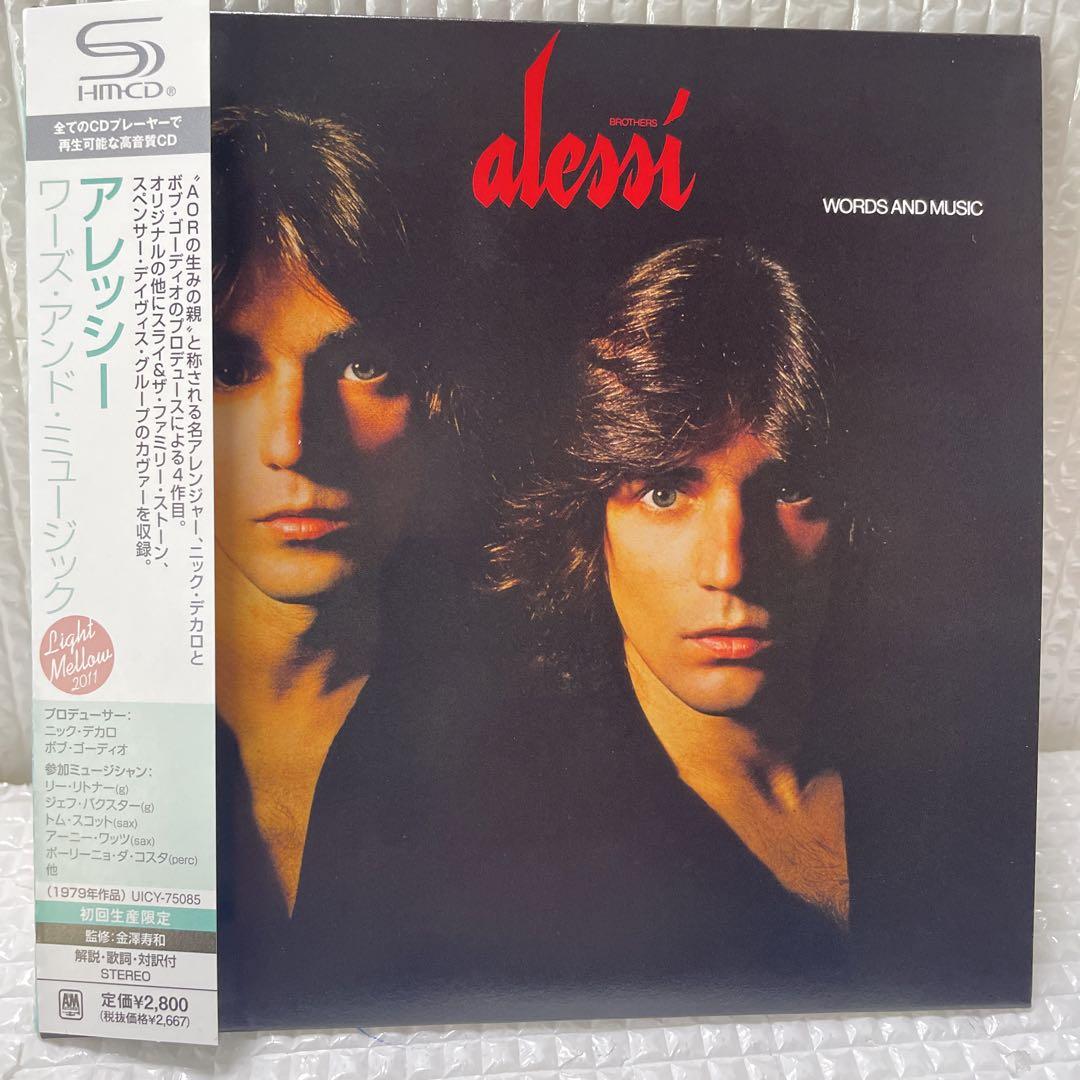 SHM-CD®
全てのCDプレーヤーで
再生可能な高音質CD
アレッシー
ワーズ・アンド・ミュージック
“AORの生みの親”と称される名アレンジャー、ニック・デカロと
ボブ・ゴーディオのプロデュースによる4作目。
オリジナルの他にスライ&ザ・ファミリー・ストーン、
スペンサー・デイヴィス・グループのカヴァーを収録。
Light
Mellow
2011
プロデューサー:
ニック・デカロ
ボブ・ゴーディオ
参加ミュージシャン:
リー・リトナー(g)
ジェフ・バクスター(g)
トム・スコット(sax)
アーニー・ワッツ(sax)
ポーリーニョ・ダ・コスタ(perc)
他
(1979年作品) UICY-75085
初回生産限定
監修:金澤寿和
解説・歌詞・対訳付
STEREO
AM
定価¥2,800
(税抜価格¥2,667)
BROTHERS
alessi
WORDS AND MUSIC